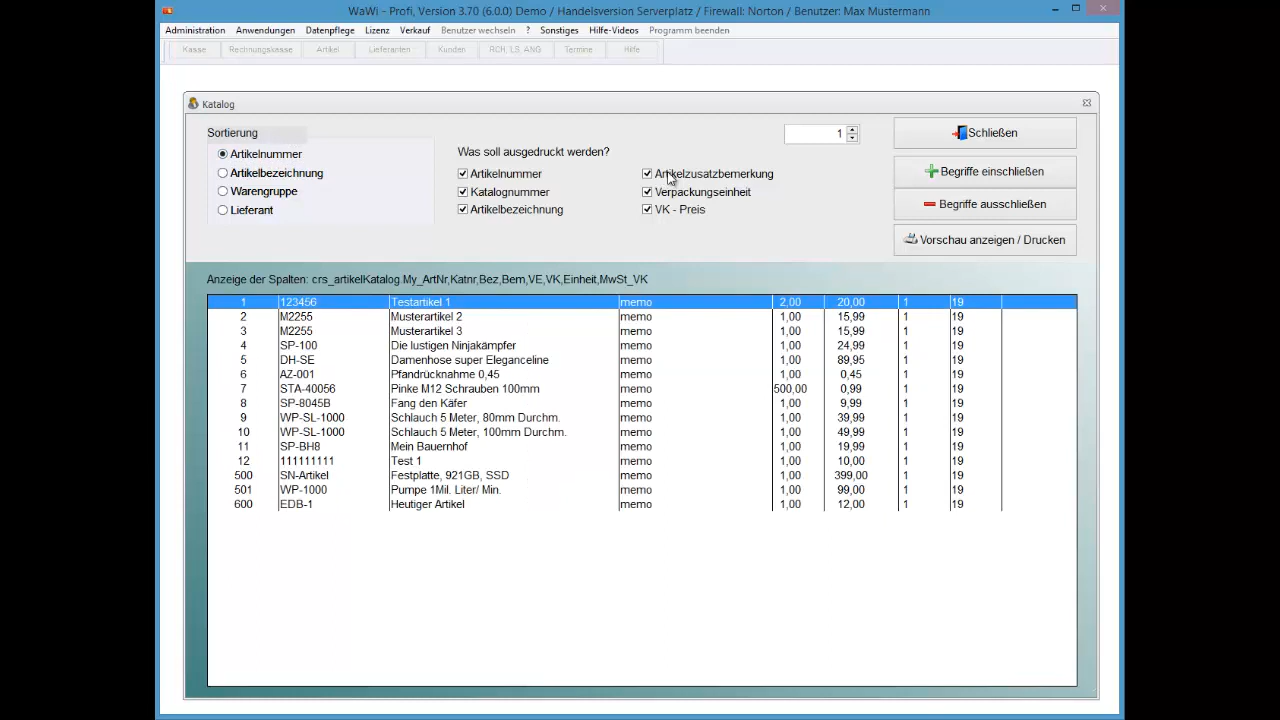 WaWi - Profi, Version 3.70 (6.0.0) Demo / Handelsversion Serverplatz / Firewall: Norton / Benutzer: Max Mustermann
Administration Anwendungen Datenpflege Lizenz Verkauf Benutzer wechseln ? Sonstiges Hilfe-Videos Programm beenden
Kasse Rechnungskasse Artikel Lieferanten Kunden RCH, LS, ANG Termine Hilfe
Katalog
Sortierung
Artikelnummer
Artikelbezeichnung
Warengruppe
Lieferant
Was soll ausgedruckt werden?
Artikelnummer
Katalognummer
Artikelbezeichnung
1
Artikelzusatzbemerkung
Verpackungseinheit
VK - Preis
Schließen
Begriffe einschließen
Begriffe ausschließen
Vorschau anzeigen / Drucken
Anzeige der Spalten: crs_artikelKatalog.My_ArtNr,Katnr,Bez,Bem,VE,VK,Einheit,MwSt_VK
1 123456 Testartikel 1 memo 2,00 20,00 1 19
2 M2255 Musterartikel 2 memo 1,00 15,99 1 19
3 M2255 Musterartikel 3 memo 1,00 15,99 1 19
4 SP-100 Die lustigen Ninjakämpfer memo 1,00 24,99 1 19
5 DH-SE Damenhose super Eleganceline memo 1,00 89,95 1 19
6 AZ-001 Pfandrücknahme 0,45 memo 1,00 0,45 1 19
7 STA-40056 Pinke M12 Schrauben 100mm memo 500,00 0,99 1 19
8 SP-8045B Fang den Käfer memo 1,00 9,99 1 19
9 WP-SL-1000 Schlauch 5 Meter, 80mm Durchm. memo 1,00 39,99 1 19
10 WP-SL-1000 Schlauch 5 Meter, 100mm Durchm. memo 1,00 49,99 1 19
11 SP-BH8 Mein Bauernhof memo 1,00 19,99 1 19
12 111111111 Test 1 memo 1,00 10,00 1 19
500 SN-Artikel Festplatte, 921GB, SSD memo 1,00 399,00 1 19
501 WP-1000 Pumpe 1Mil. Liter/ Min. memo 1,00 99,00 1 19
600 EDB-1 Heutiger Artikel memo 1,00 12,00 1 19